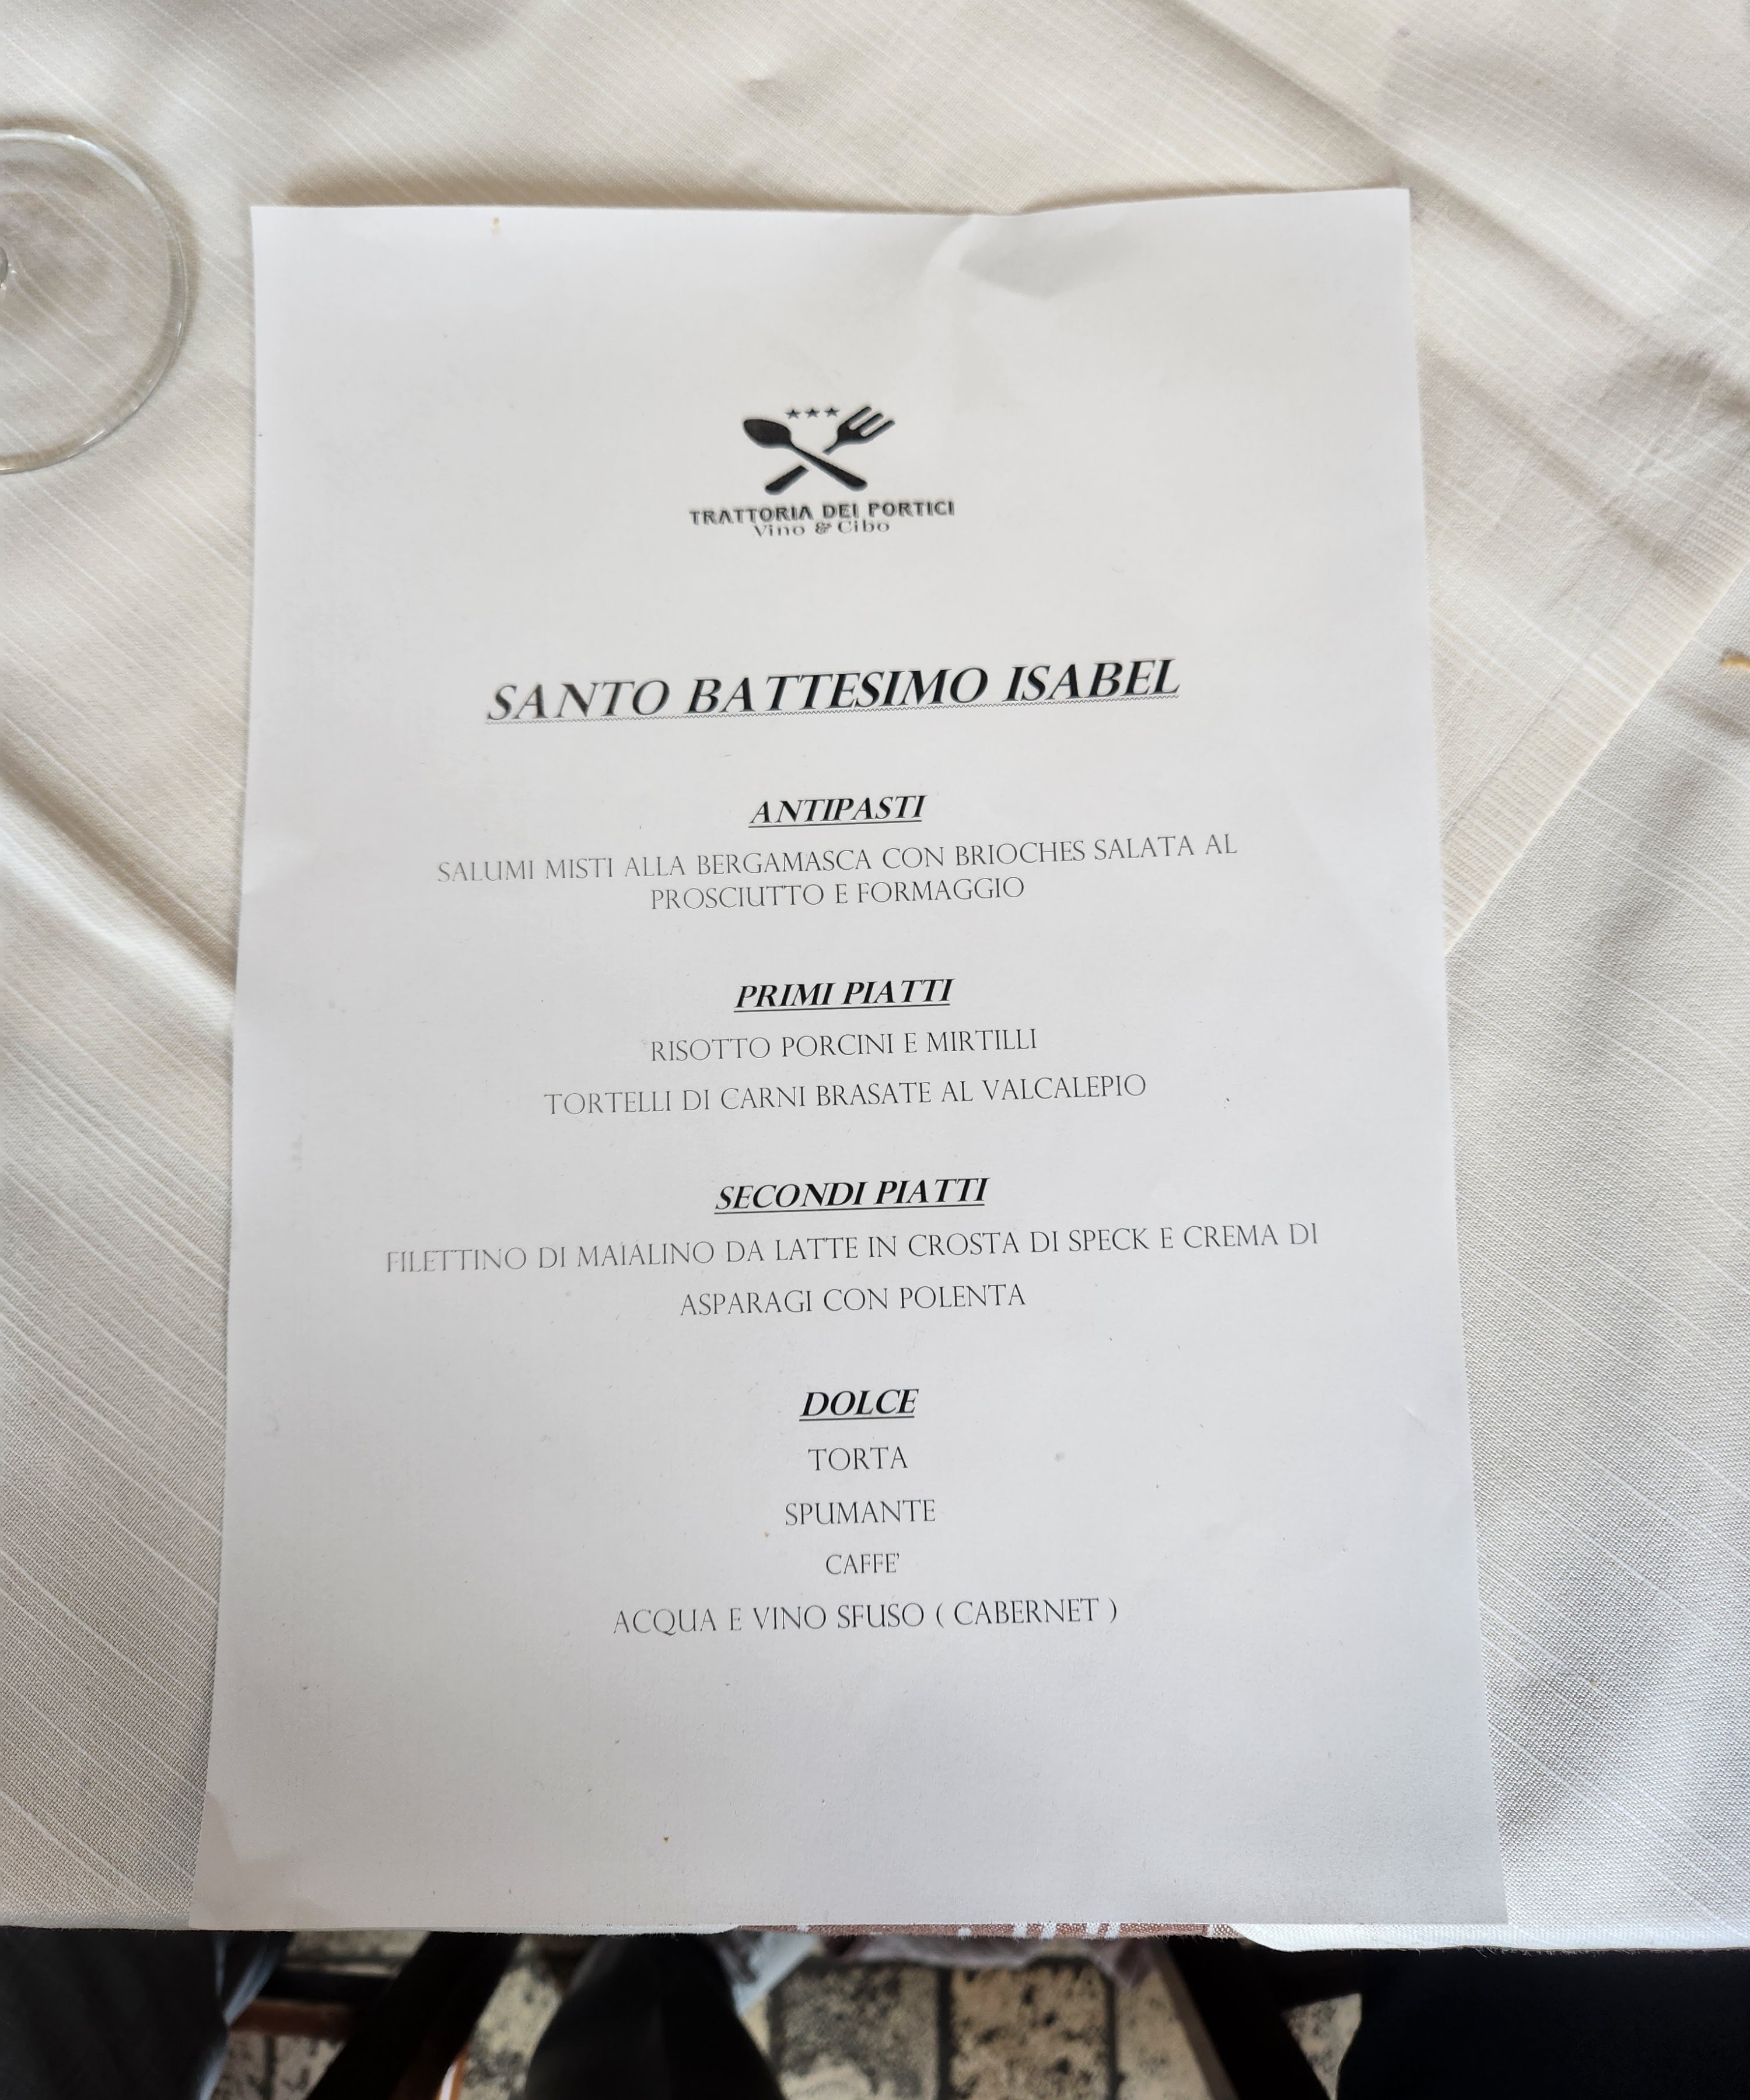 TRATTORIA DEI PORTICI
Vino & Cibo
SANTO BATTESIMO ISABEL
ANTIPASTI
SALUMI MISTI ALLA BERGAMASCA CON BRIOCHES SALATA AL
PROSCIUTTO E FORMAGGIO
PRIMI PIATTI
RISOTTO PORCINI E MIRTILLI
TORTELLI DI CARNI BRASATE AL VALCALEPIO
SECONDI PIATTI
FILETTINO DI MAIALINO DA LATTE IN CROSTA DI SPECK E CREMA DI
ASPARAGI CON POLENTA
DOLCE
TORTA
SPUMANTE
CAFFE'
ACQUA E VINO SFUSO ( CABERNET )